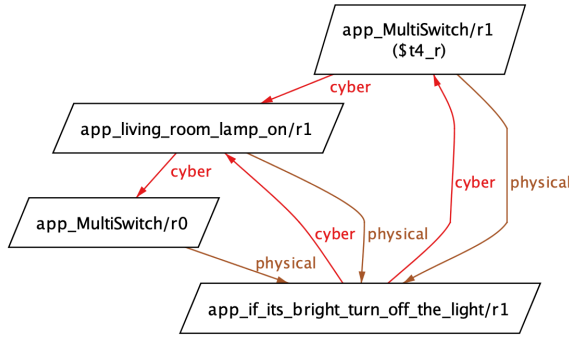 app_MultiSwitch/r1
($t4_r)
cyber
app_living_room_lamp_on/r1
cyber
cyber
physical
app_MultiSwitch/r0
cyber
physical
physical
app_if_its_bright_turn_off_the_light/r1